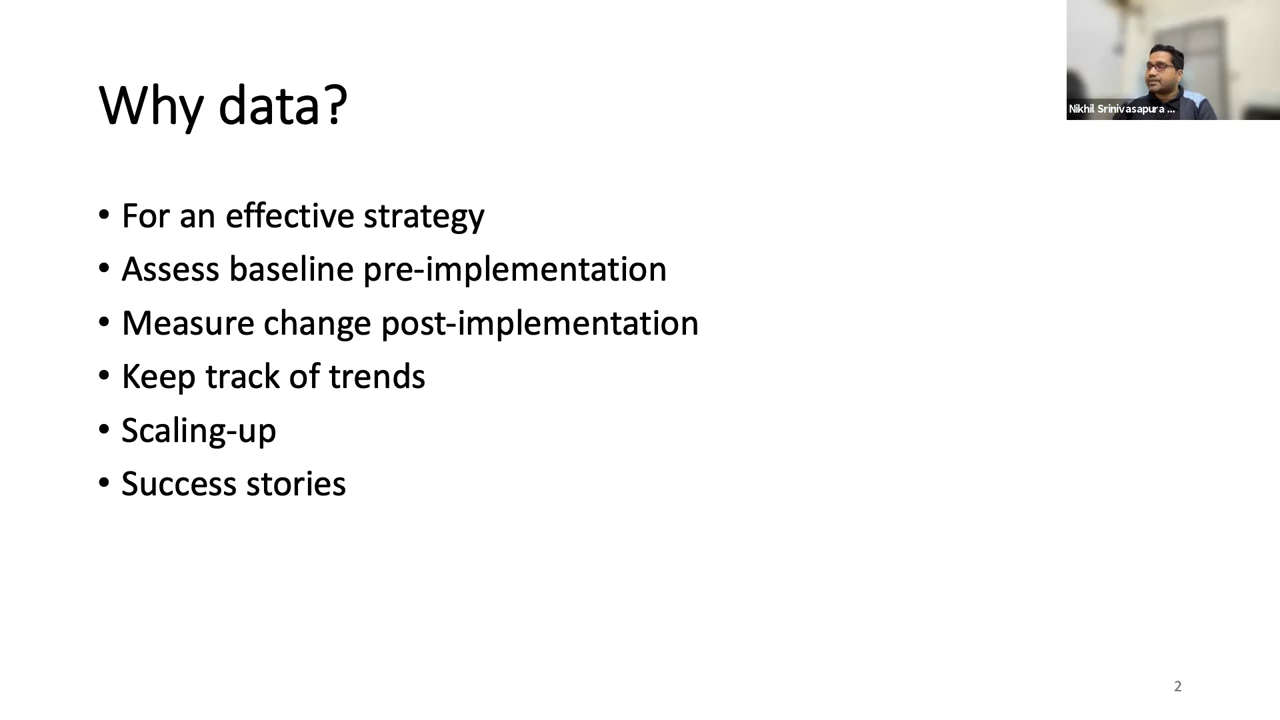 Why data?
Nikhil Srinivasapura ...
• For an effective strategy
• Assess baseline pre-implementation
• Measure change post-implementation
• Keep track of trends
• Scaling-up
• Success stories
2